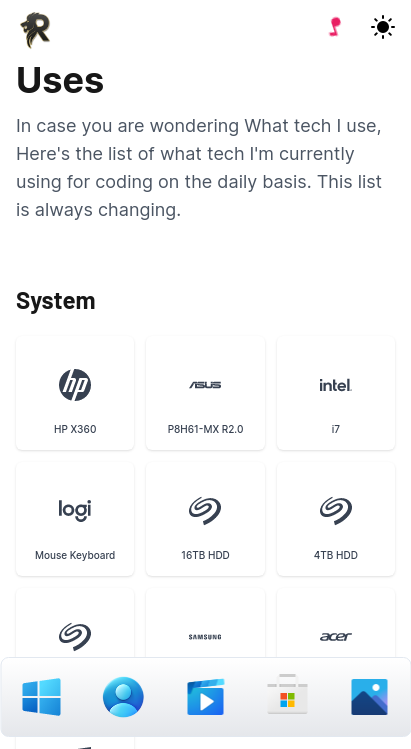 R
Uses
In case you are wondering What tech I use,
Here's the list of what tech I'm currently
using for coding on the daily basis. This list
is always changing.
System
hp
ASUS
intel.
HP X360
P8H61-MX R2.0
i7
logi
Mouse Keyboard
16TB HDD
4TB HDD
SAMSUNG
acer